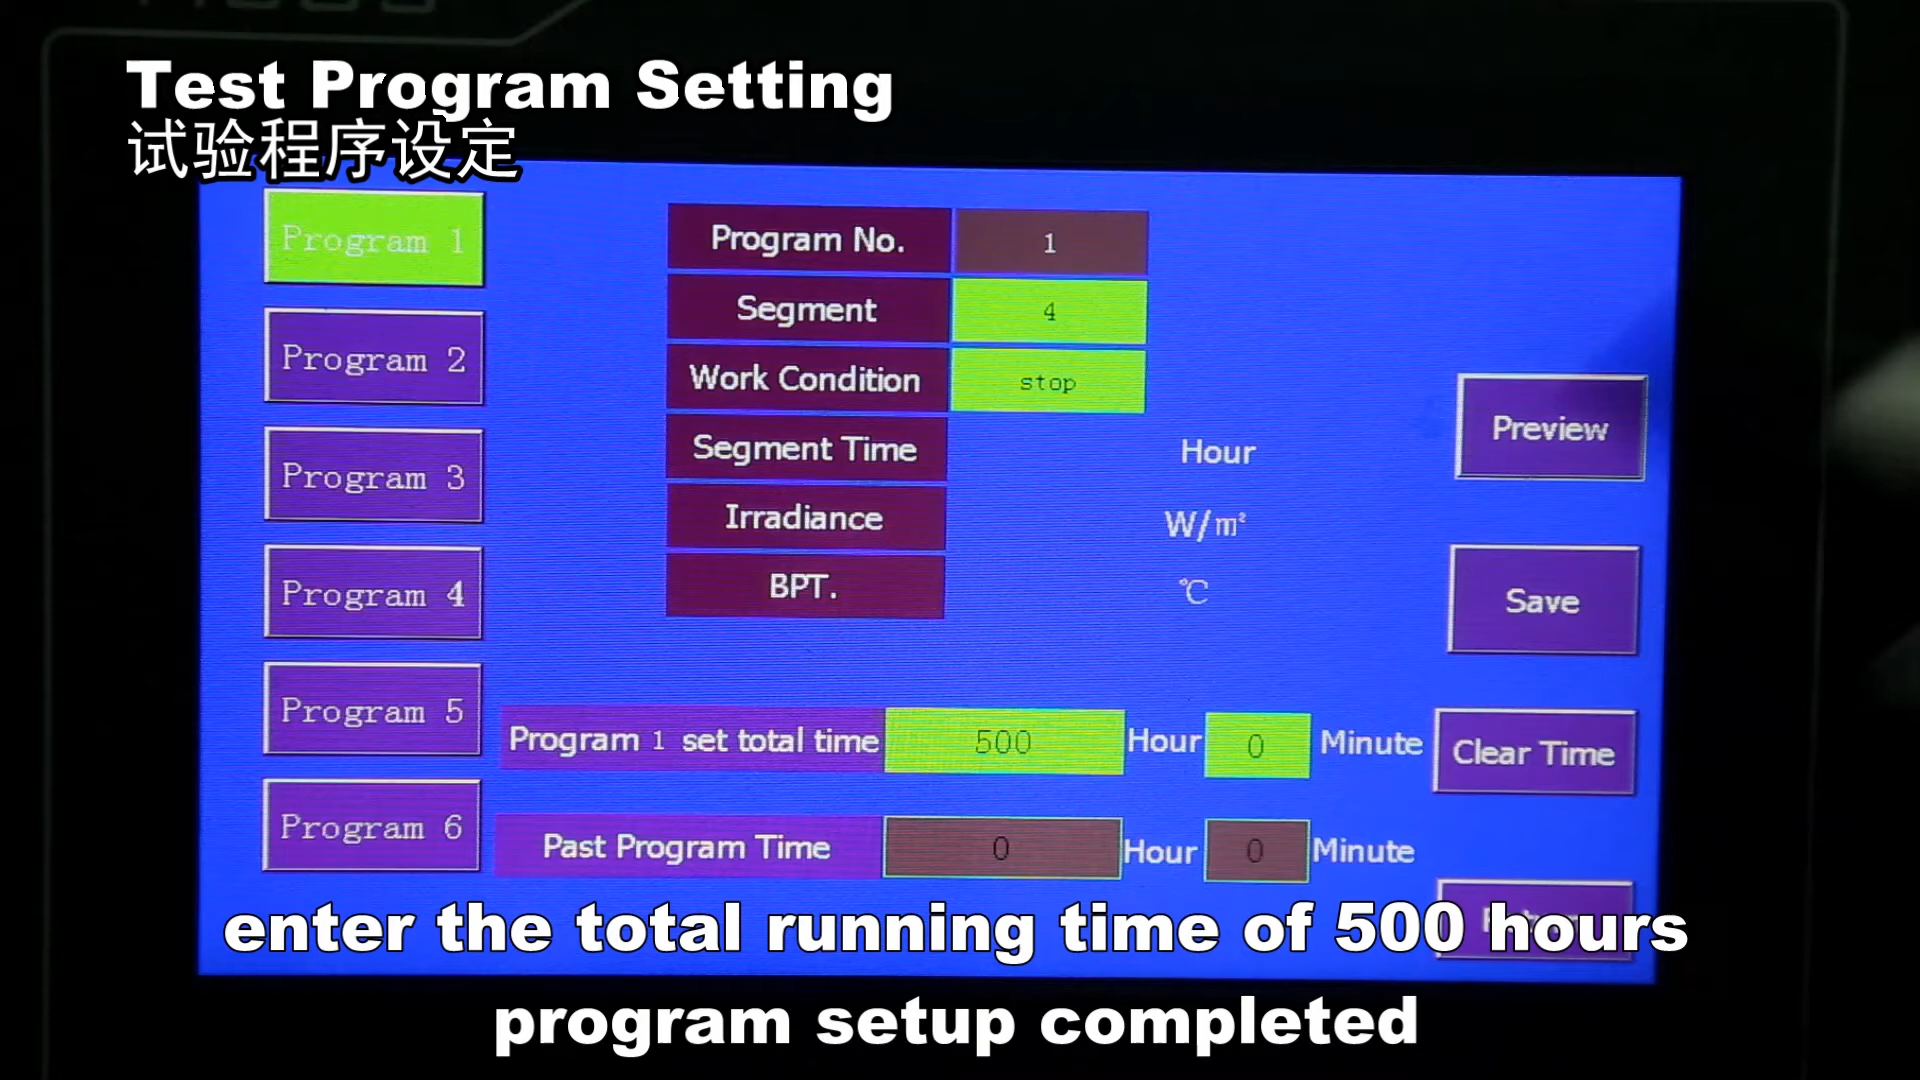 Test Program Setting
试验程序设定
Program 1
Program 2
Program 3
Program 4
Program 5
Program 6
Program No. 1
Segment 4
Work Condition stop
Segment Time Hour
Irradiance W/m²
BPT. ℃
Program 1 set total time 500 Hour 0 Minute
Past Program Time 0 Hour 0 Minute
Preview
Save
Clear Time
enter the total running time of 500 hours
program setup completed